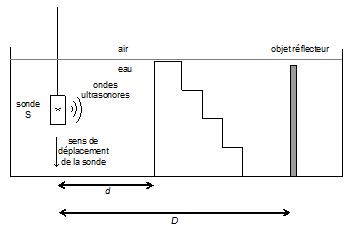 air
objet réflecteur
eau
ondes
ultrasonores
sonde
S
sens de
déplacement
de la sonde
d
D